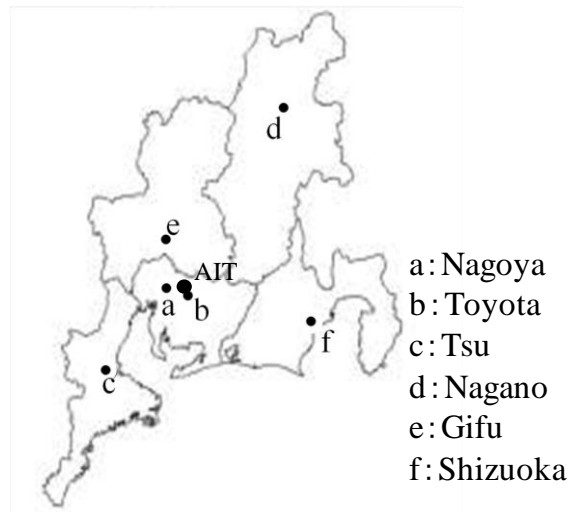 d
e
AIT
a
b
f
c
a: Nagoya
b: Toyota
c: Tsu
d: Nagano
e: Gifu
f: Shizuoka